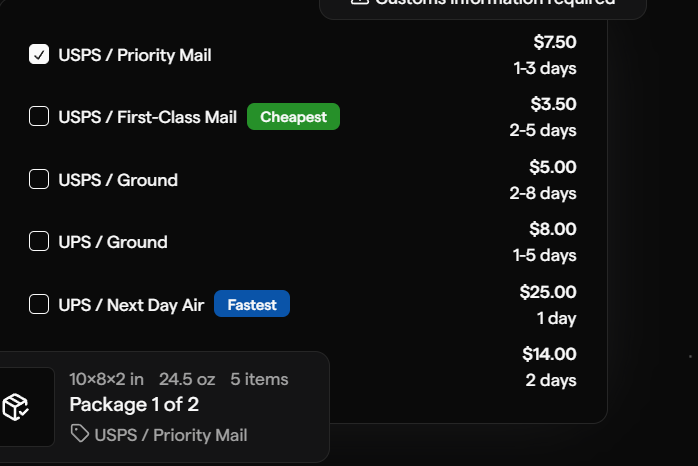 Customs information required
USPS / Priority Mail
$7.50
1-3 days
USPS / First-Class Mail
Cheapest
$3.50
2-5 days
USPS / Ground
$5.00
2-8 days
UPS / Ground
$8.00
1-5 days
UPS / Next Day Air
Fastest
$25.00
1 day
$14.00
2 days
10×8×2 in 24.5 oz 5 items
Package 1 of 2
USPS / Priority Mail